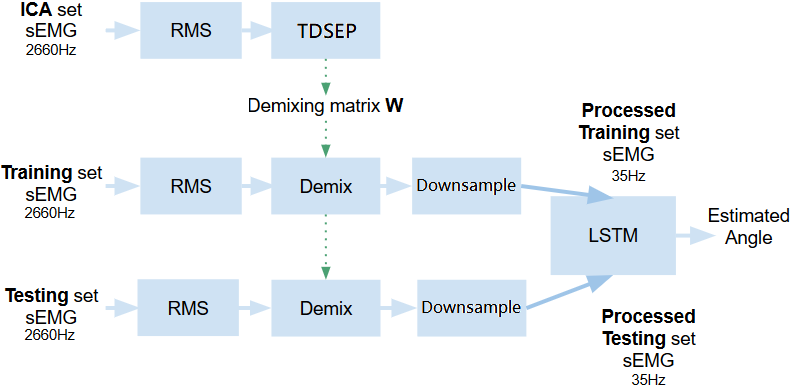 ICA set
sEMG
2660Hz
RMS
TDSEP
Demixing matrix W
Processed
Training set
sEMG
35Hz
Training set
sEMG
2660Hz
RMS
Demix
Downsample
LSTM
Estimated
Angle
Testing set
sEMG
2660Hz
RMS
Demix
Downsample
Processed
Testing set
sEMG
35Hz